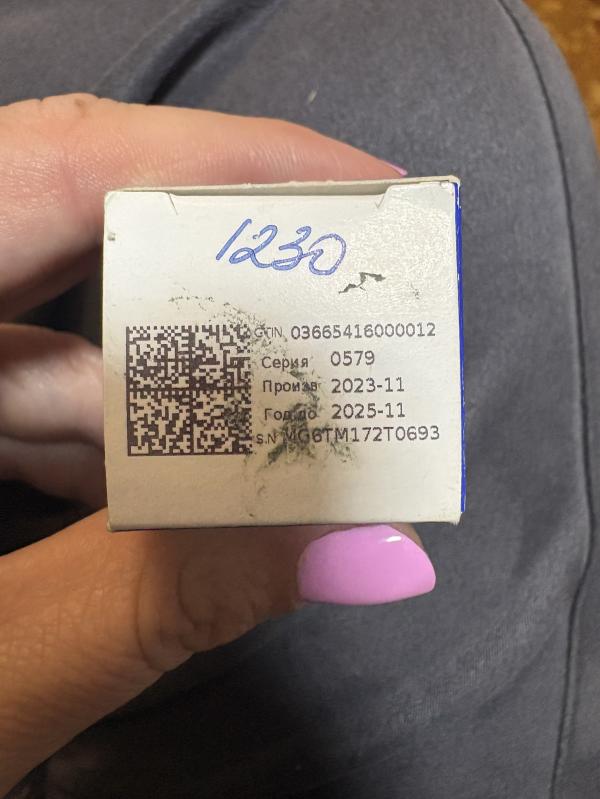 1230
GTIN 03665416000012
Серия 0579
Произв 2023-11
Годен до 2025-11
S.N MG6TM172T0693